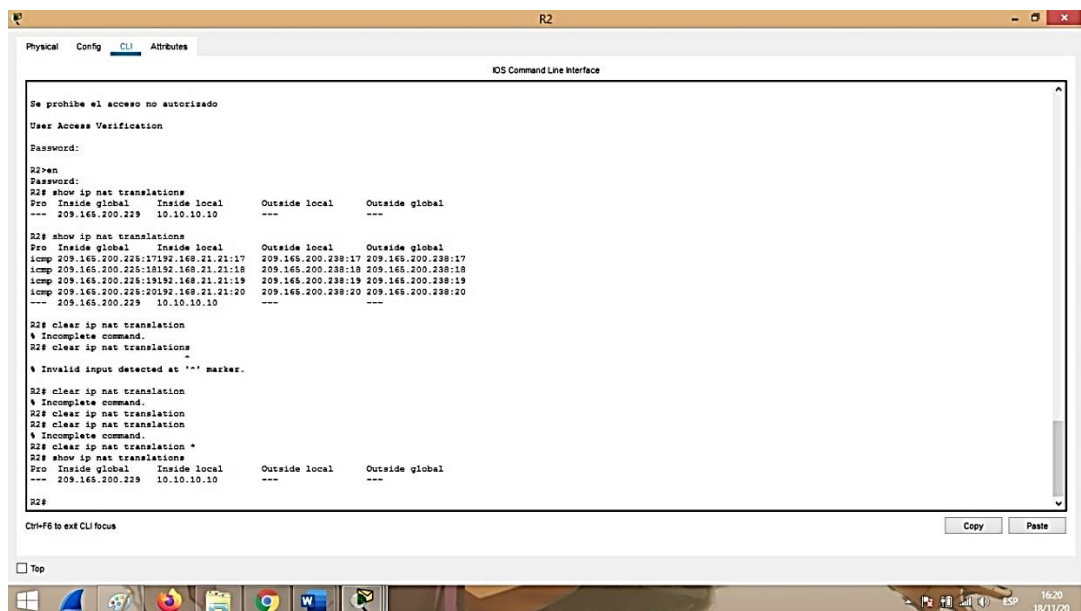 R2
Physical Config CLI Attributes
IOS Command Line Interface
Se prohibe el acceso no autorizado
User Access Verification
Password:
R2>en
Password:
R2# show ip nat translations
Pro Inside global Inside local Outside local Outside global
--- 209.165.200.229 10.10.10.10 --- ---
R2# show ip nat translations
Pro Inside global Inside local Outside local Outside global
icmp 209.165.200.225:17192.168.21.21:17 209.165.200.238:17 209.165.200.238:17
icmp 209.165.200.225:18192.168.21.21:18 209.165.200.238:18 209.165.200.238:18
icmp 209.165.200.225:19192.168.21.21:19 209.165.200.238:19 209.165.200.238:19
icmp 209.165.200.225:20192.168.21.21:20 209.165.200.238:20 209.165.200.238:20
--- 209.165.200.229 10.10.10.10 --- ---
R2# clear ip nat translation
% Incomplete command.
R2# clear ip nat translations
^
% Invalid input detected at '^' marker.
R2# clear ip nat translation
% Incomplete command.
R2# clear ip nat translation
R2# clear ip nat translation
% Incomplete command.
R2# clear ip nat translation *
R2# show ip nat translations
Pro Inside global Inside local Outside local Outside global
--- 209.165.200.229 10.10.10.10 --- ---
R2#
Ctrl+F6 to exit CLI focus
Copy Paste
Top
ESP
16:20
18/11/20